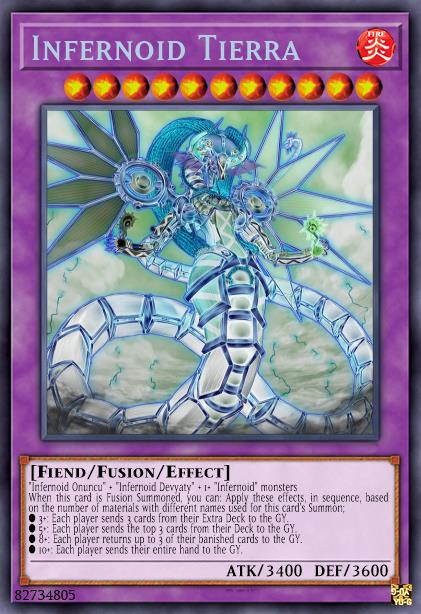 INFERNOID TIERRA
FIRE
炎
[FIEND/FUSION/EFFECT]
"Infernoid Onuncu" + "Infernoid Devyaty" + 1+ "Infernoid" monsters
When this card is Fusion Summoned, you can: Apply these effects, in sequence, based
on the number of materials with different names used for this card's Summon;
● 3+: Each player sends 3 cards from their Extra Deck to the GY.
● 5+: Each player sends the top 3 cards from their Deck to the GY.
● 8+: Each player returns up to 3 of their banished cards to the GY.
● 10+: Each player sends their entire hand to the GY.
ATK/3400 DEF/3600
82734805